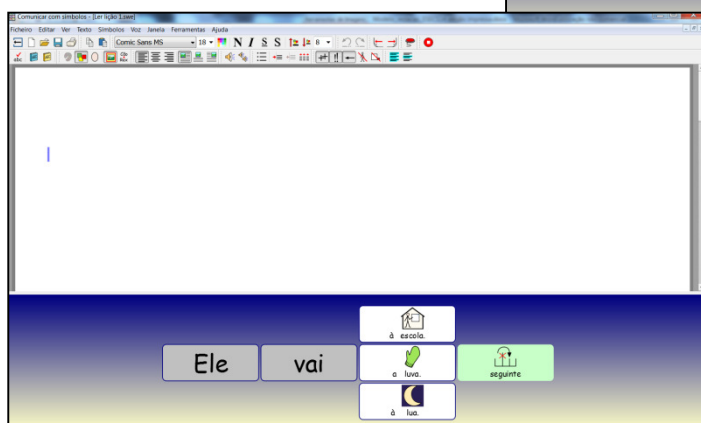 Comunicar com símbolos - [Ler lição 1.swe]
Ficheiro Editar Ver Texto Símbolos Voz Janela Ferramentas Ajuda
Comic Sans MS 18 N I S S 8
à escola.
Ele vai a luva. seguinte
à lua.